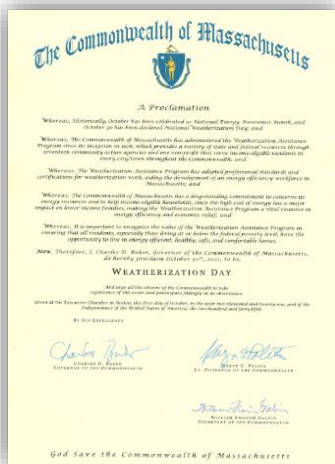 The Commonwealth of Massachusetts
A Proclamation
Whereas, Historically, October has been celebrated as National Energy Awareness Month, and
October 30 has been declared National Weatherization Day; and
Whereas, The Commonwealth of Massachusetts has administered the Weatherization Assistance
Program since its inception in 1976, which provides a variety of State and federal resources through
seventeen community action agencies and one non-profit that serve income-eligible residents in
every city/town throughout the Commonwealth; and
Whereas, The Weatherization Assistance Program has adopted professional standards and
certifications for weatherization work, aiding the development of an energy efficiency workforce in
Massachusetts; and
Whereas, The Commonwealth of Massachusetts has a long-standing commitment to conserve its
energy resources and to help income eligible households, since the high cost of energy has a major
impact on lower income families, making the Weatherization Assistance Program a vital resource in
energy efficiency and economic relief; and
Whereas, It is important to recognize the value of the Weatherization Program in
ensuring that all residents, especially those living at or below the federal poverty level, have the
opportunity to live in energy efficient, healthy, safe, and comfortable homes,
Now, Therefore, I, Charles D. Baker, Governor of the Commonwealth of Massachusetts,
do hereby proclaim October 30th, 2021, to be,
WEATHERIZATION DAY
And urge all the citizens of the Commonwealth to take
cognizance of this event and participate fittingly in its observance.
Given at the Executive Chamber in Boston, this first day of October, in the year two thousand and twenty-one, and of the
Independence of the United States of America, the two hundred and forty-fifth.
BY HIS EXCELLENCY
CHARLES D. BAKER
GOVERNOR OF THE COMMONWEALTH
KARYN E. POLITO
LT. GOVERNOR OF THE COMMONWEALTH
WILLIAM FRANCIS GALVIN
SECRETARY OF THE COMMONWEALTH
God Save the Commonwealth of Massachusetts